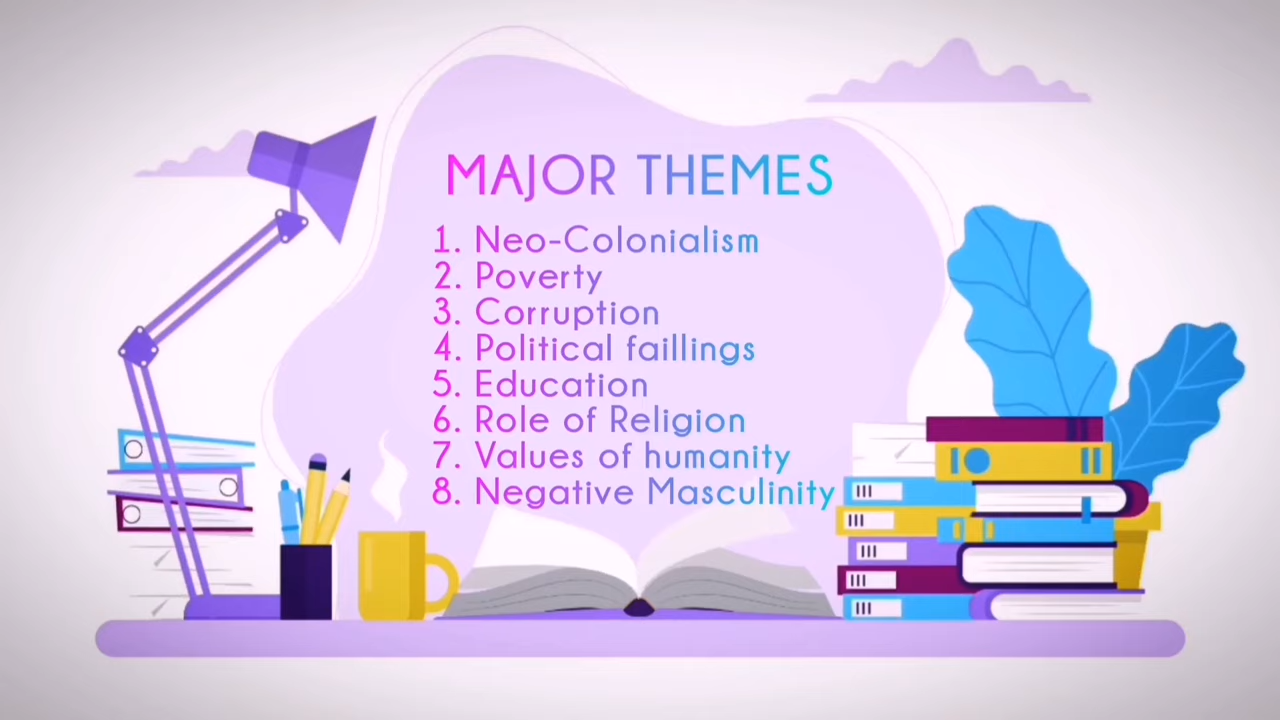 MAJOR THEMES
1. Neo-Colonialism
2. Poverty
3. Corruption
4. Political faillings
5. Education
6. Role of Religion
7. Values of humanity
8. Negative Masculinity